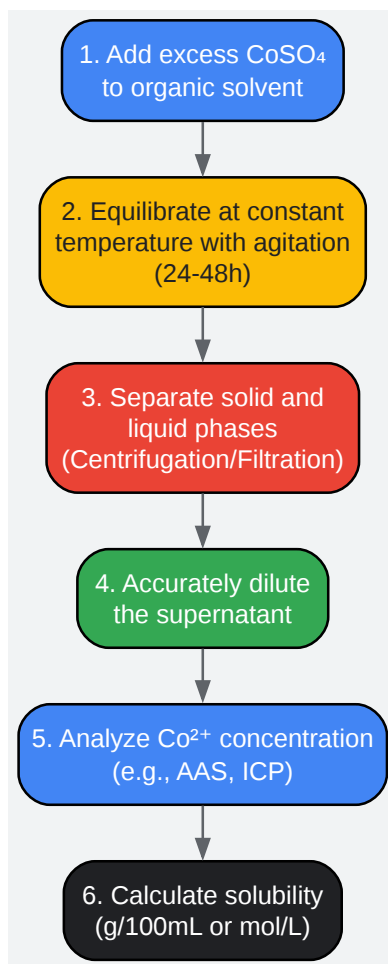 1. Add excess CoSO₄
to organic solvent
2. Equilibrate at constant
temperature with agitation
(24-48h)
3. Separate solid and
liquid phases
(Centrifugation/Filtration)
4. Accurately dilute
the supernatant
5. Analyze Co²⁺ concentration
(e.g., AAS, ICP)
6. Calculate solubility
(g/100mL or mol/L)